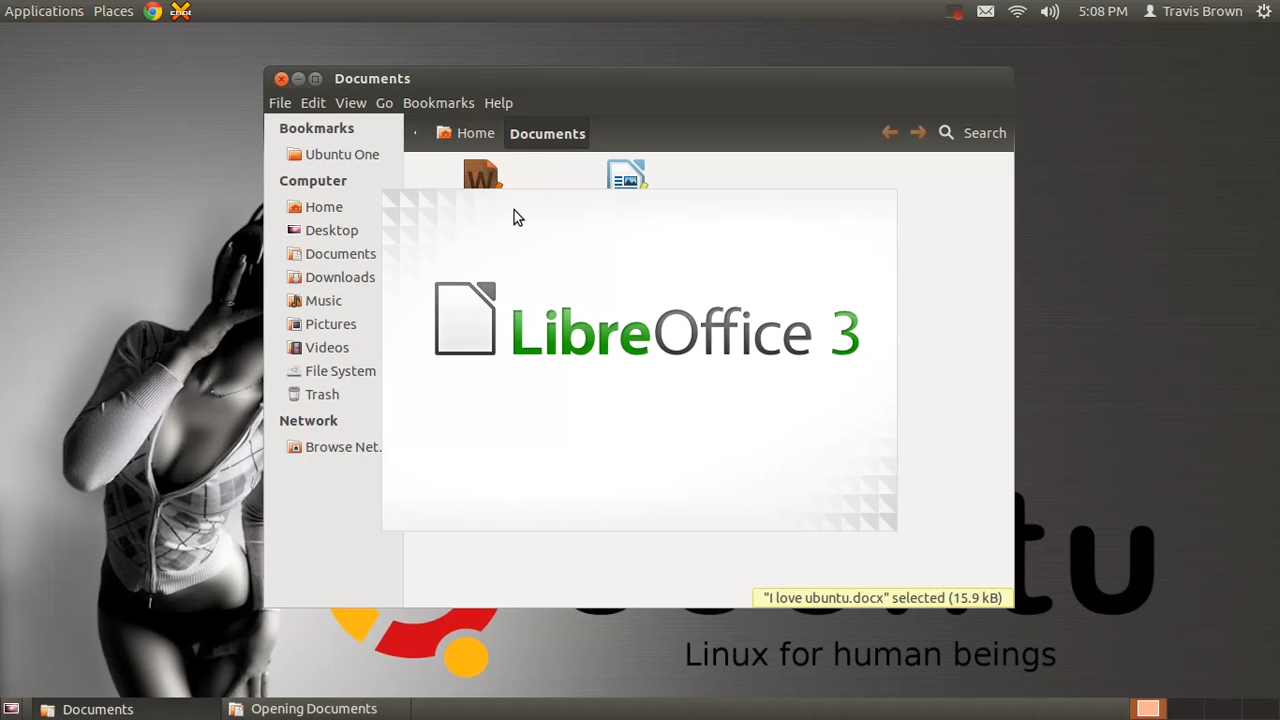 Applications Places 5:08 PM Travis Brown
Documents
File Edit View Go Bookmarks Help
Bookmarks
Home Documents Search
Ubuntu One
Computer
W
Home
Desktop
Documents
Downloads
Music
Pictures
Videos
File System
Trash
Network
Browse Net.
LibreOffice 3
"I love ubuntu.docx" selected (15.9 kB)
tu
Linux for human beings
Documents Opening Documents